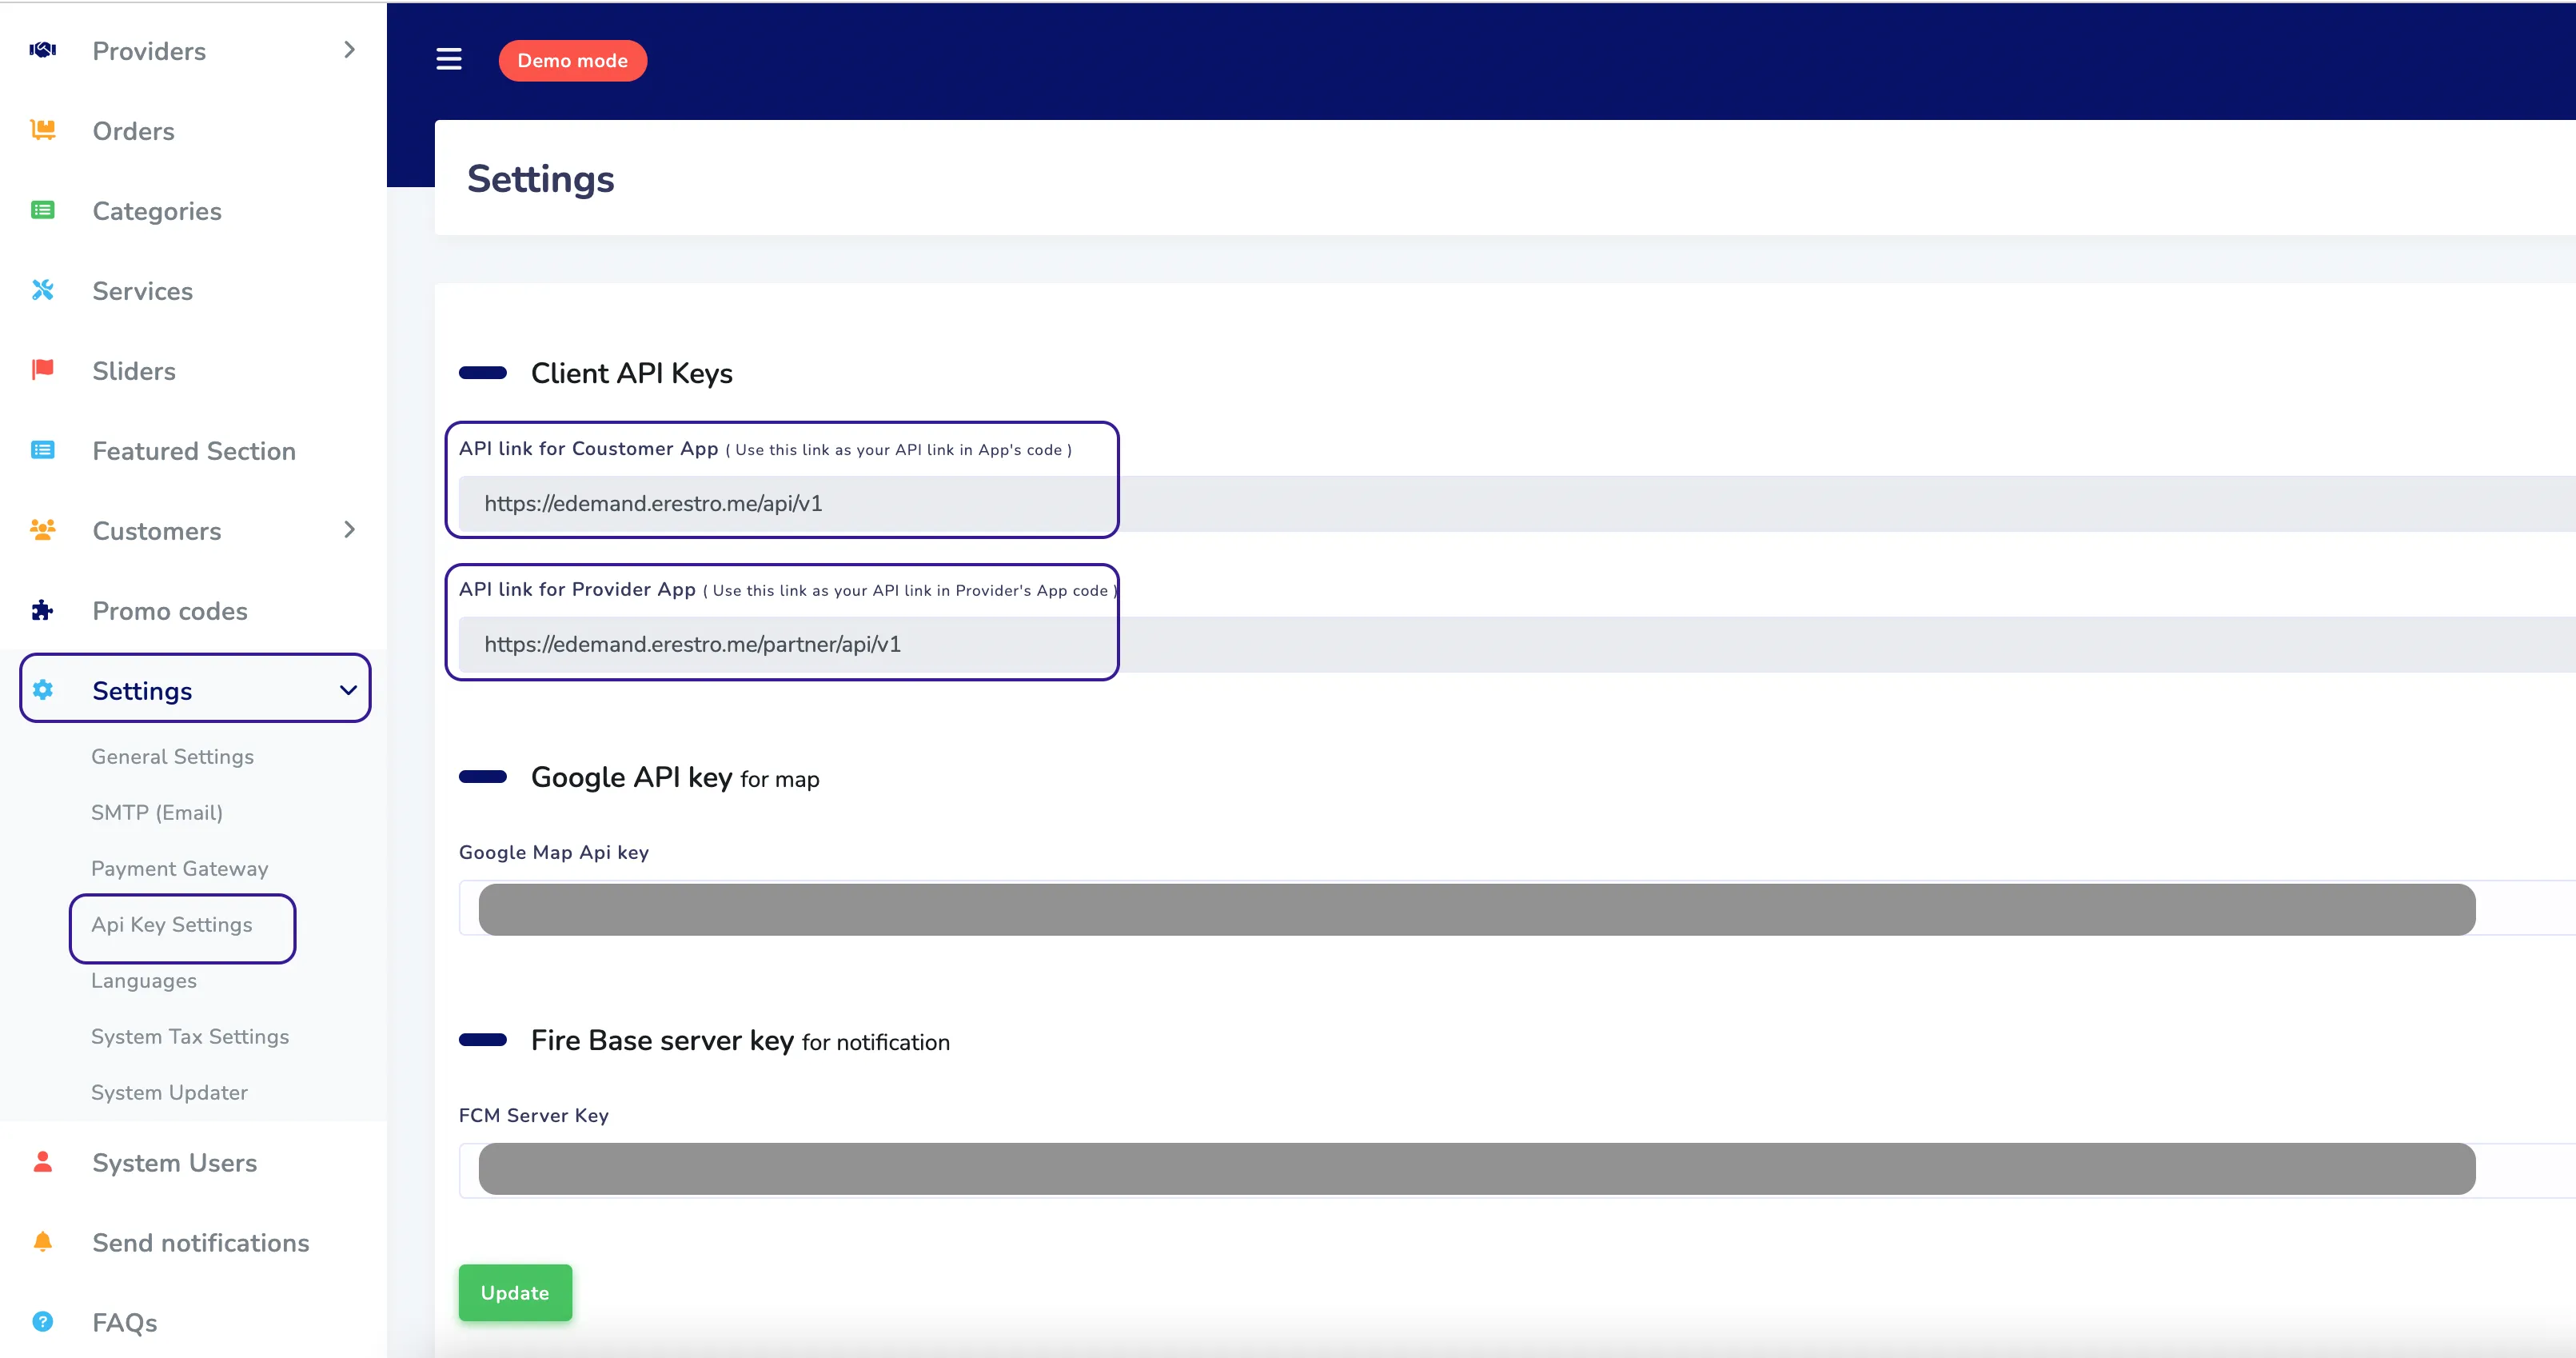 Providers
Orders
Categories
Services
Sliders
Featured Section
Customers
Promo codes
Settings
General Settings
SMTP (Email)
Payment Gateway
Api Key Settings
Languages
System Tax Settings
System Updater
System Users
Send notifications
FAQs
Demo mode
Settings
Client API Keys
API link for Coustomer App ( Use this link as your API link in App's code )
https://edemand.erestro.me/api/v1
API link for Provider App ( Use this link as your API link in Provider's App code )
https://edemand.erestro.me/partner/api/v1
Google API key for map
Google Map Api key
Fire Base server key for notification
FCM Server Key
Update